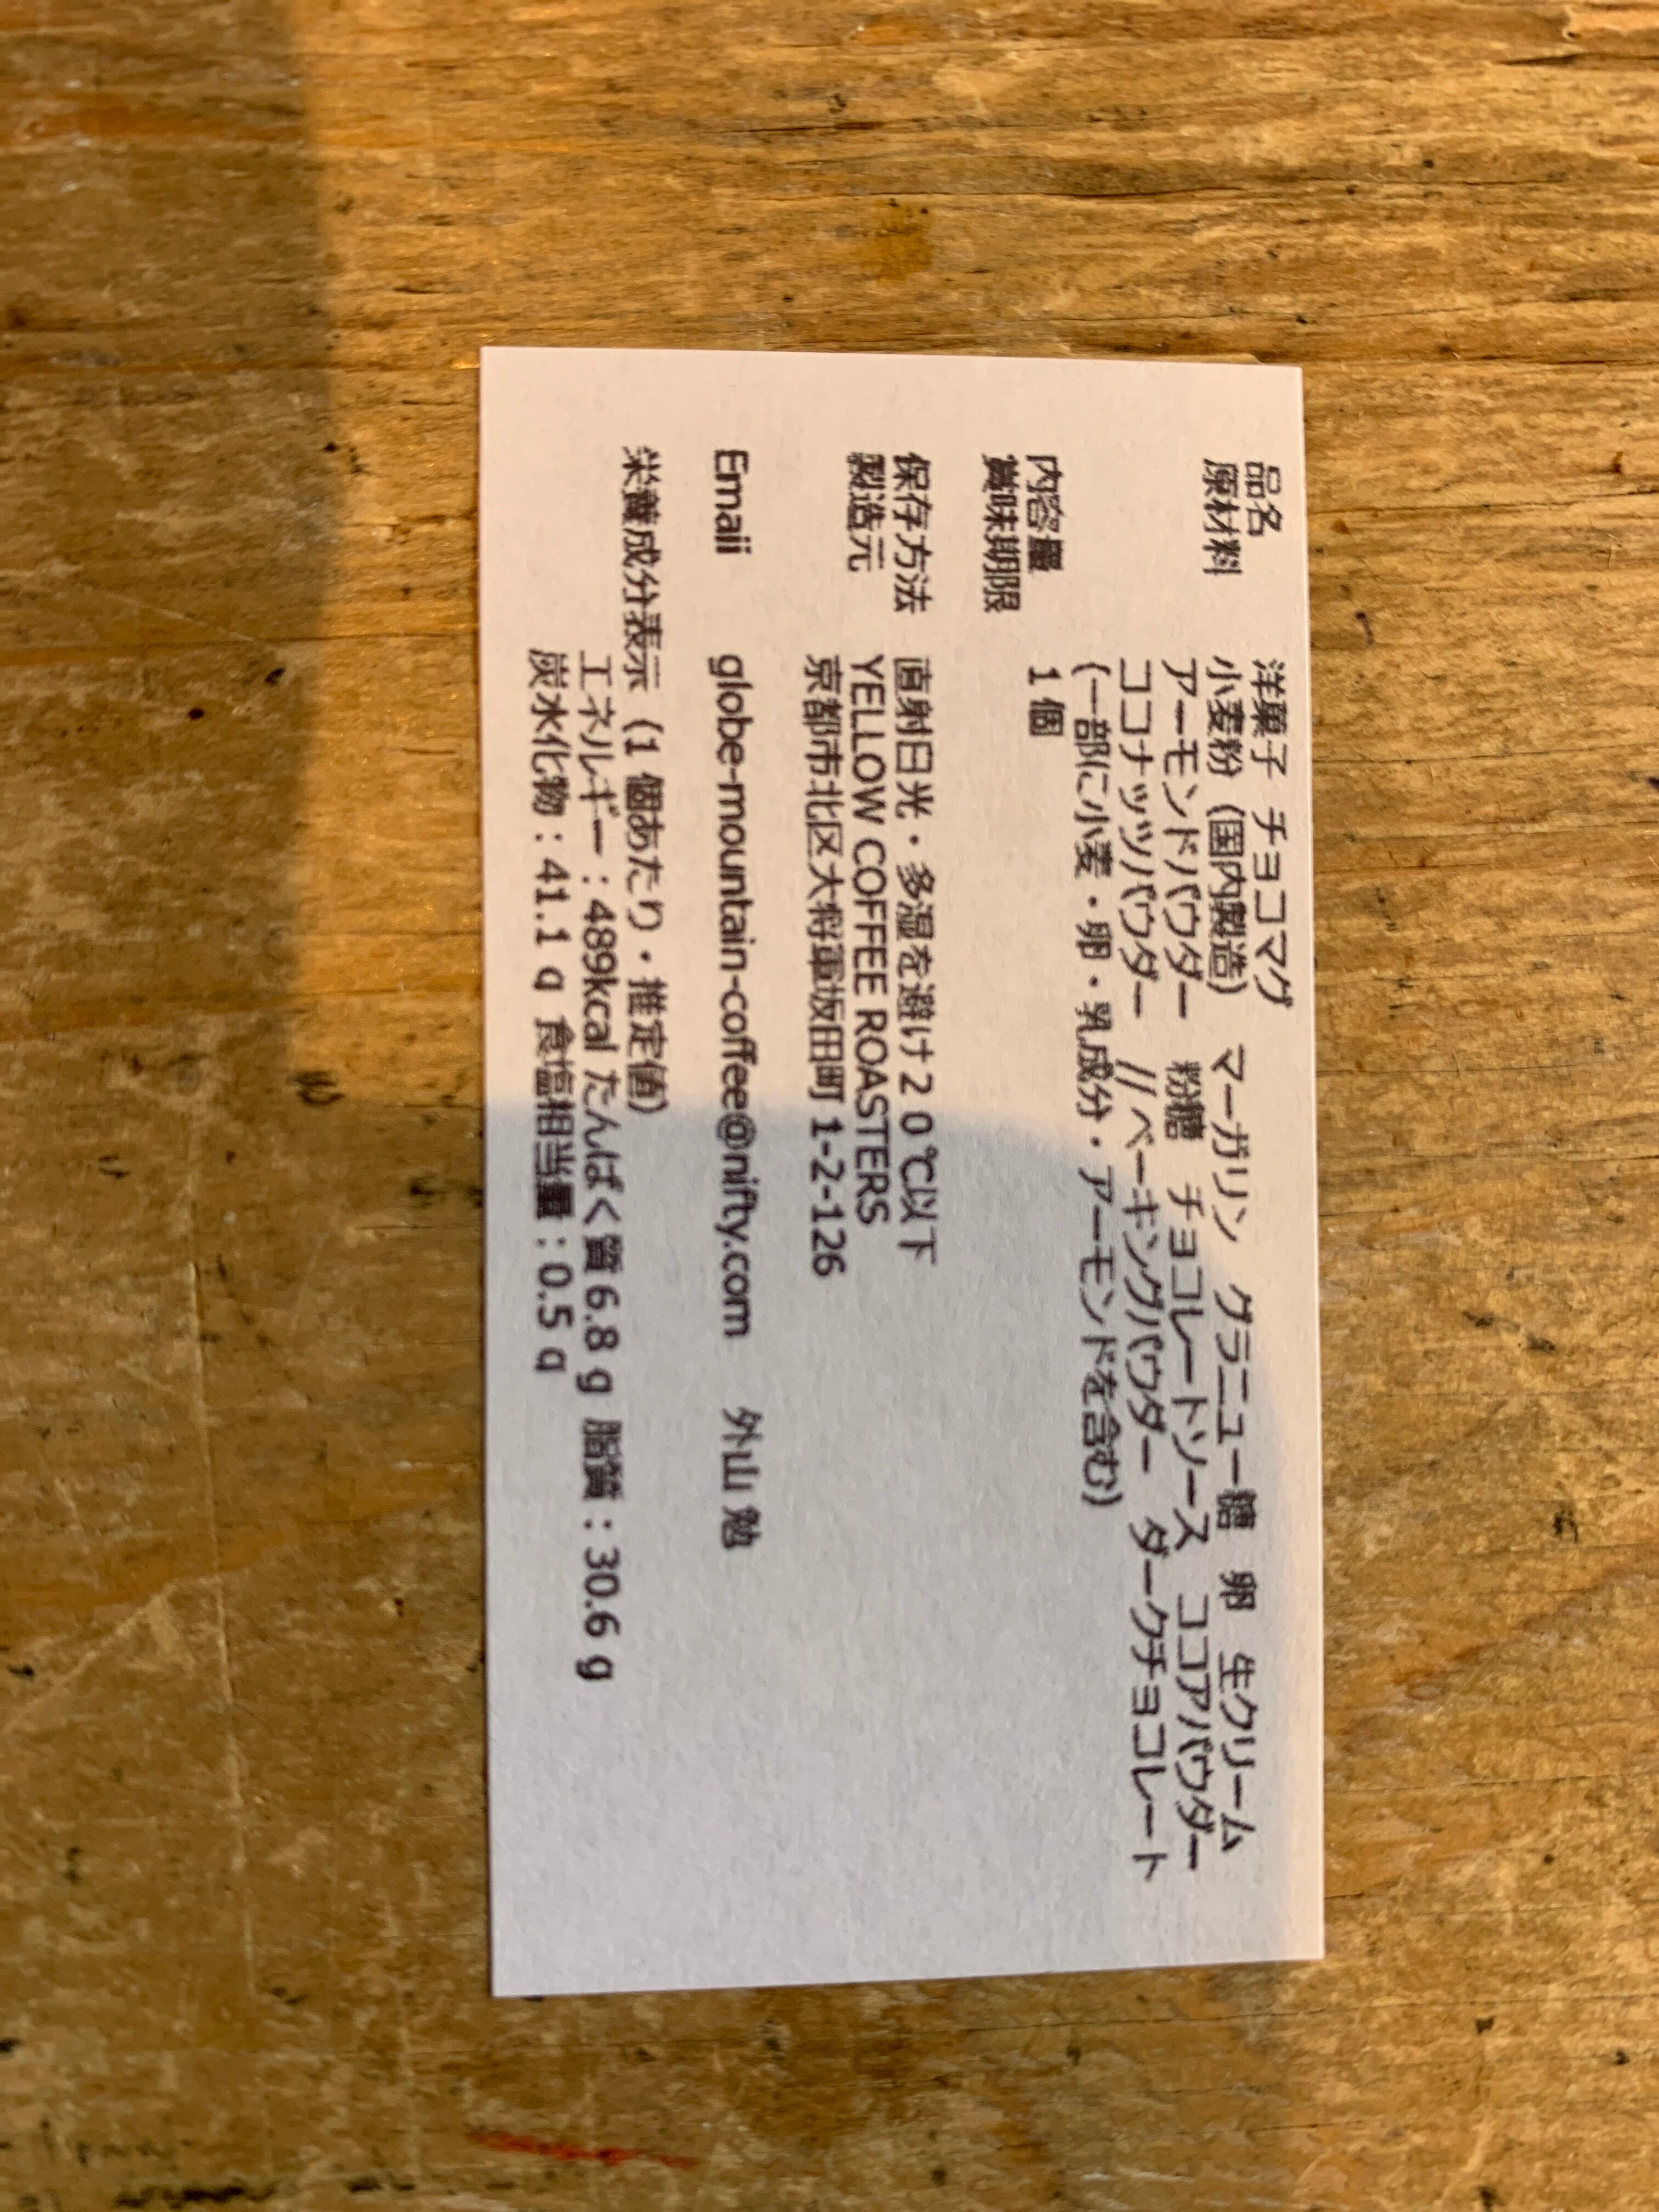 品名 洋菓子 チョコマグ
原材料 小麦粉（国内製造） マーガリン グラニュー糖 卵 生クリーム
アーモンドパウダー 粉糖 チョコレートソース ココアパウダー
ココナッツパウダー //ベーキングパウダー ダークチョコレート
(一部に小麦・卵・乳成分・アーモンドを含む)
内容量 1個
賞味期限
保存方法 直射日光・多湿を避け20℃以下
製造元 YELLOW COFFEE ROASTERS
京都市北区大将軍坂田町 1-2-126
Emaii globe-mountain-coffee@nifty.com 外山 勉
栄養成分表示（1個あたり・推定値）
エネルギー：489kcal たんぱく質 6.8 g 脂質：30.6 g
炭水化物：41.1 g 食塩相当量：0.5 g